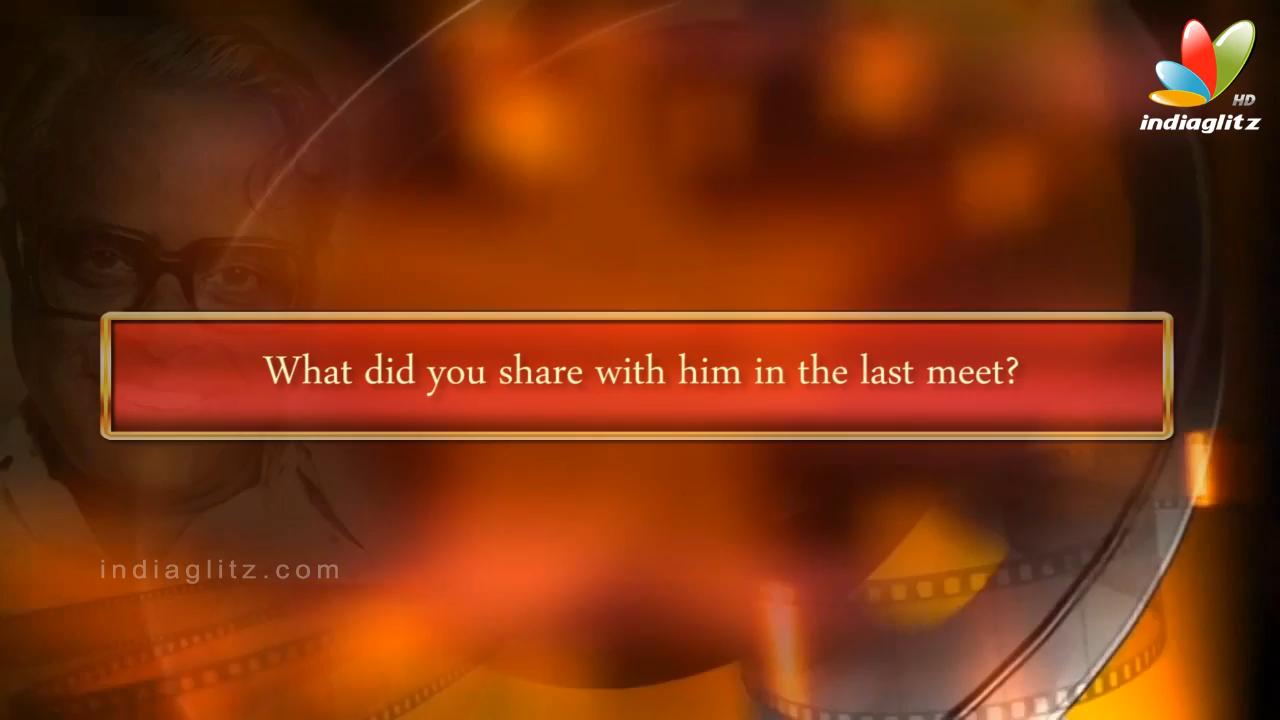 HD
indiaglitz
What did you share with him in the last meet?
indiaglitz.com